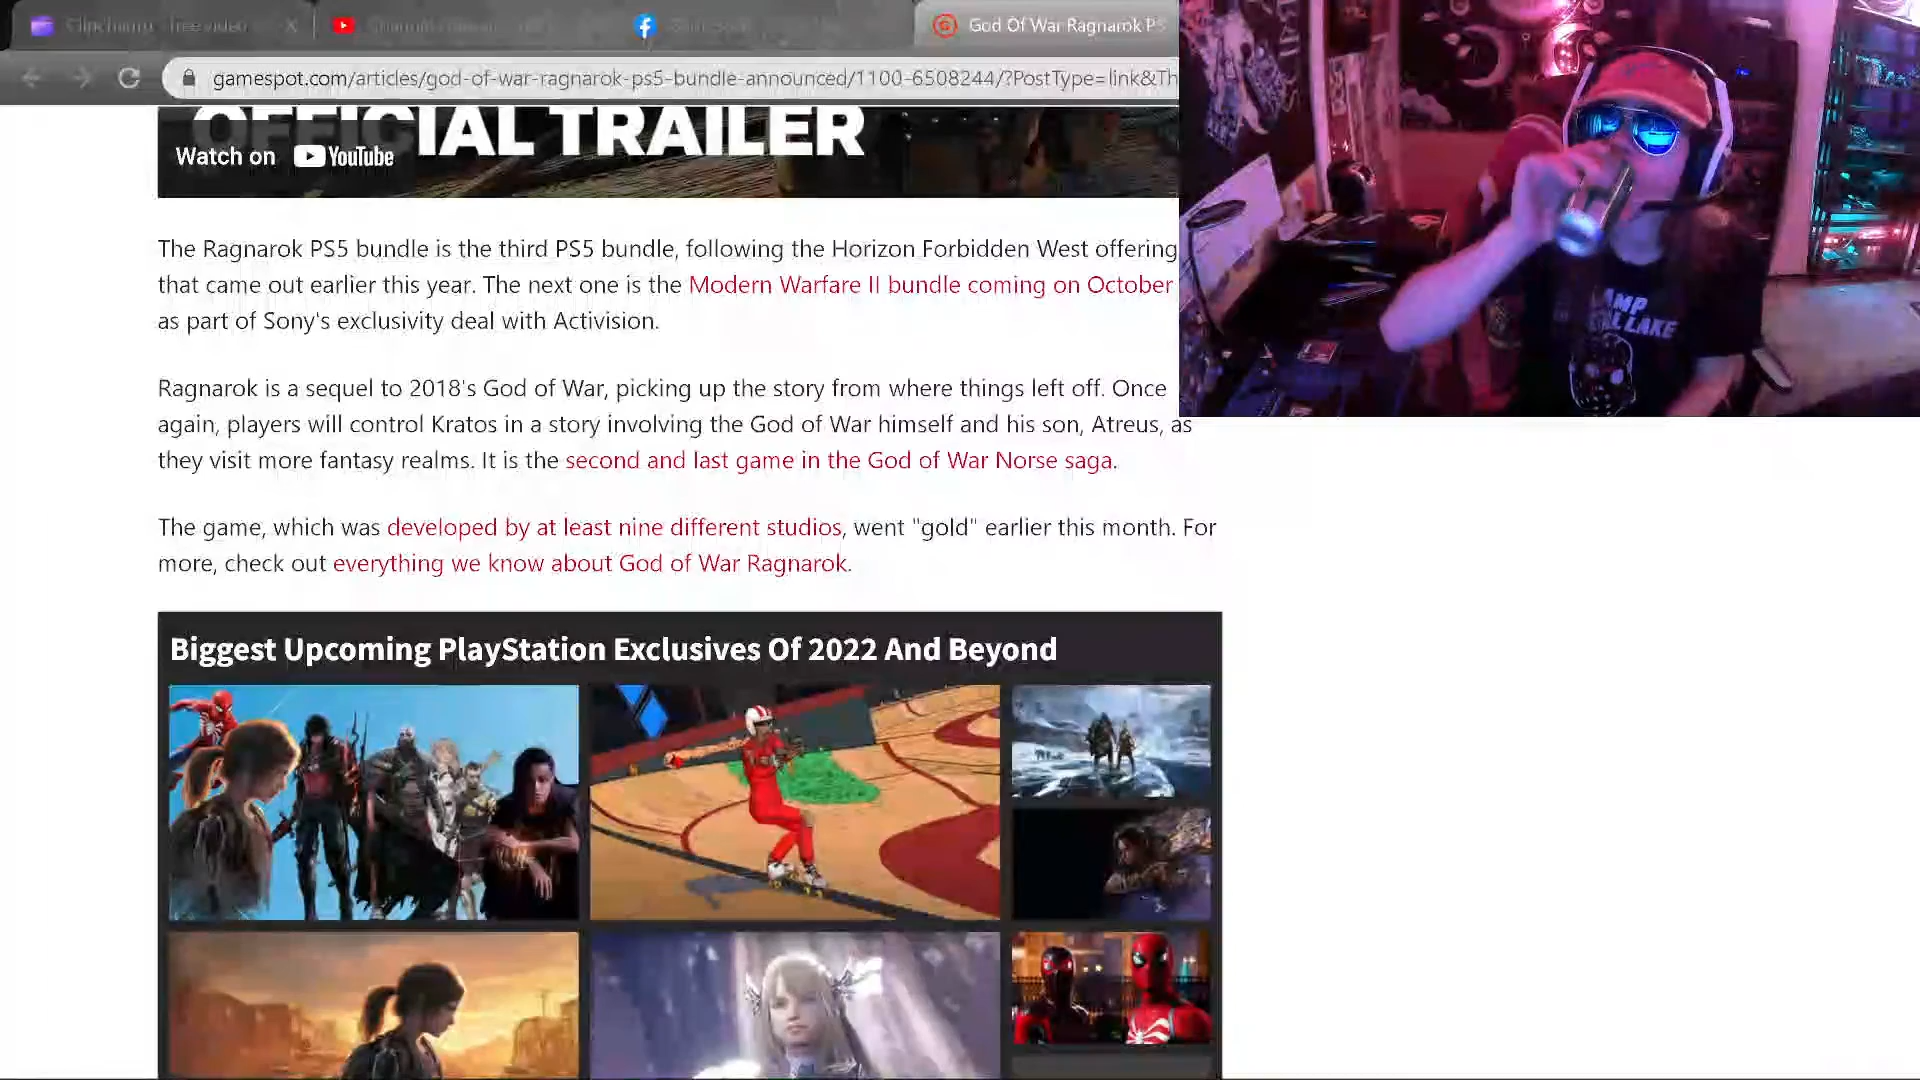 Clipchamp - free video
God Of War Ragnarok PS
gamespot.com/articles/god-of-war-ragnarok-ps5-bundle-announced/1100-6508244/?PostType=link&Th
OFFICIAL TRAILER
Watch on YouTube
The Ragnarok PS5 bundle is the third PS5 bundle, following the Horizon Forbidden West offering
that came out earlier this year. The next one is the Modern Warfare II bundle coming on October
as part of Sony's exclusivity deal with Activision.
Ragnarok is a sequel to 2018's God of War, picking up the story from where things left off. Once
again, players will control Kratos in a story involving the God of War himself and his son, Atreus, as
they visit more fantasy realms. It is the second and last game in the God of War Norse saga.
The game, which was developed by at least nine different studios, went "gold" earlier this month. For
more, check out everything we know about God of War Ragnarok.
Biggest Upcoming PlayStation Exclusives Of 2022 And Beyond
LAKE